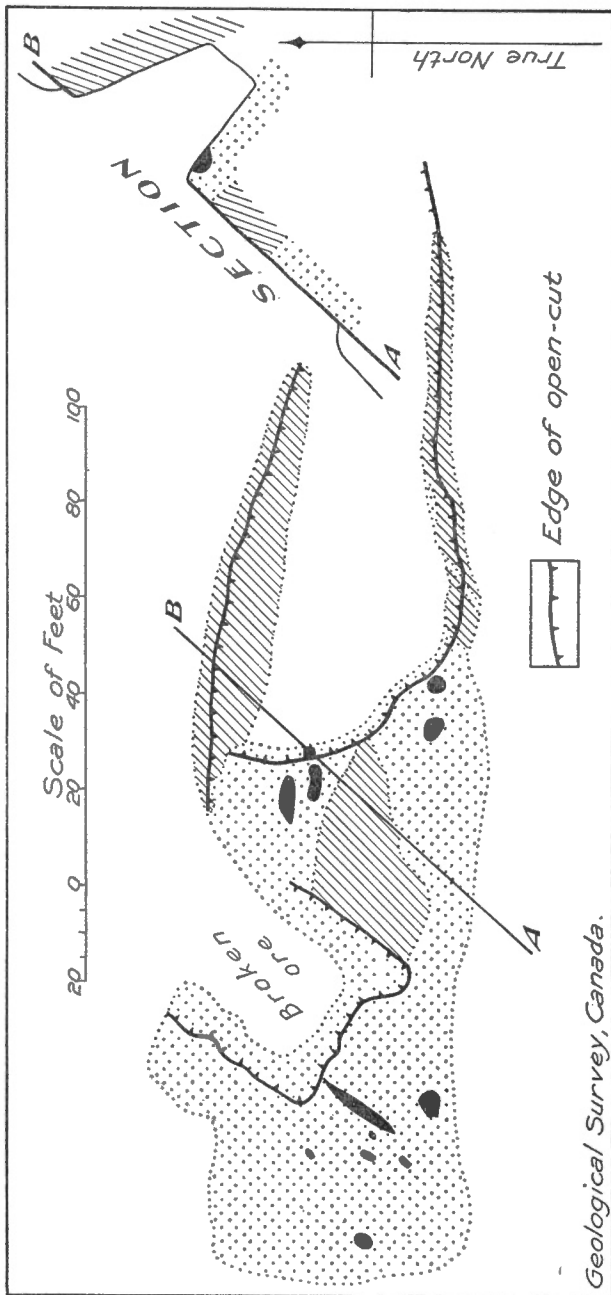 Scale of Feet
20 0 20 40 60 80 100
B
SECTION
A
B
True North
Broken
ore
B
A
Edge of open-cut
Geological Survey, Canada.